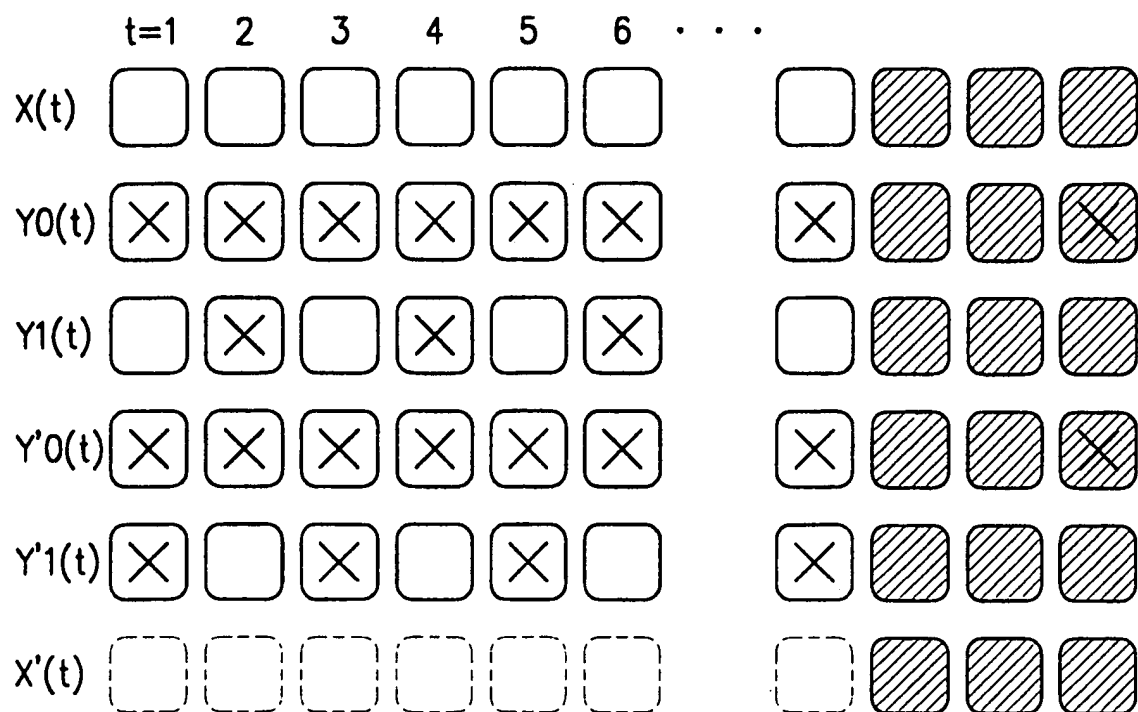 t=1 2 3 4 5 6 . . .
X(t)
Y0(t)
Y1(t)
Y'0(t)
Y'1(t)
X'(t)